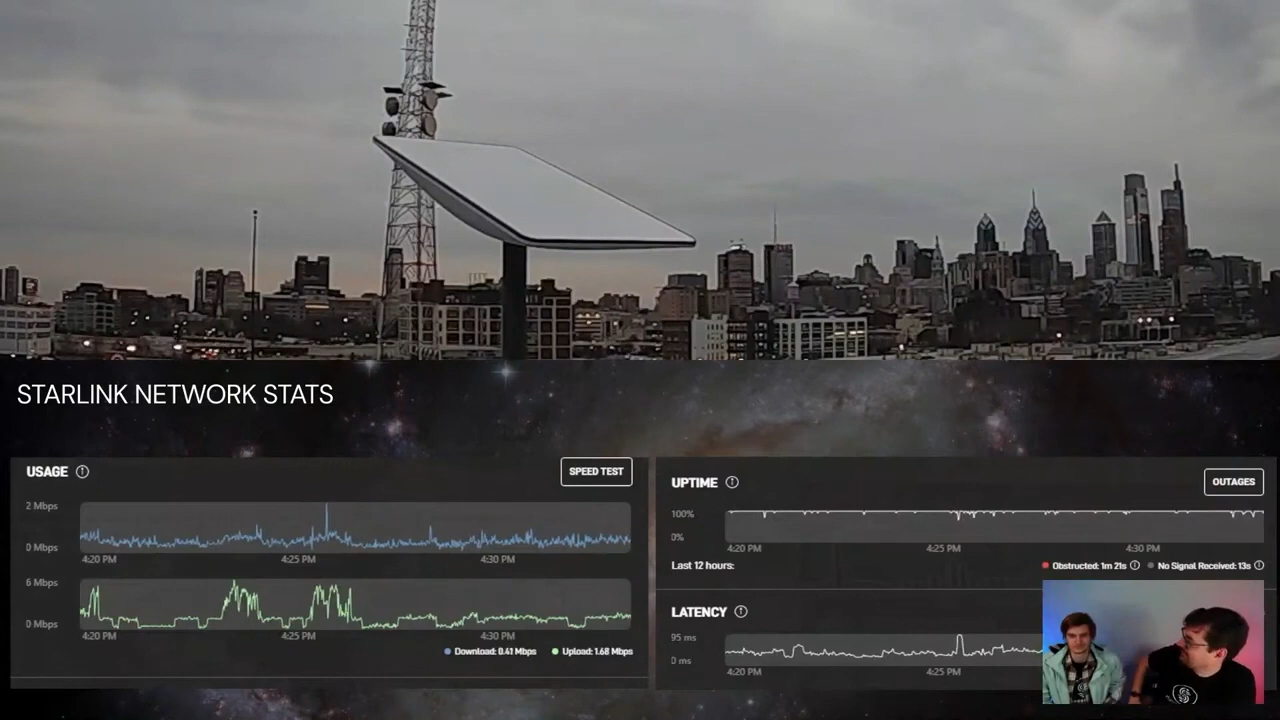 STARLINK NETWORK STATS
USAGE
SPEED TEST
2 Mbps
0 Mbps
4:20 PM 4:25 PM 4:30 PM
6 Mbps
0 Mbps
4:20 PM 4:25 PM 4:30 PM
Download: 0.41 Mbps Upload: 1.68 Mbps
UPTIME
OUTAGES
100%
0%
4:20 PM 4:25 PM 4:30 PM
Last 12 hours:
Obstructed: 1m 21s No Signal Received: 13s
LATENCY
95 ms
0 ms
4:20 PM 4:25 PM